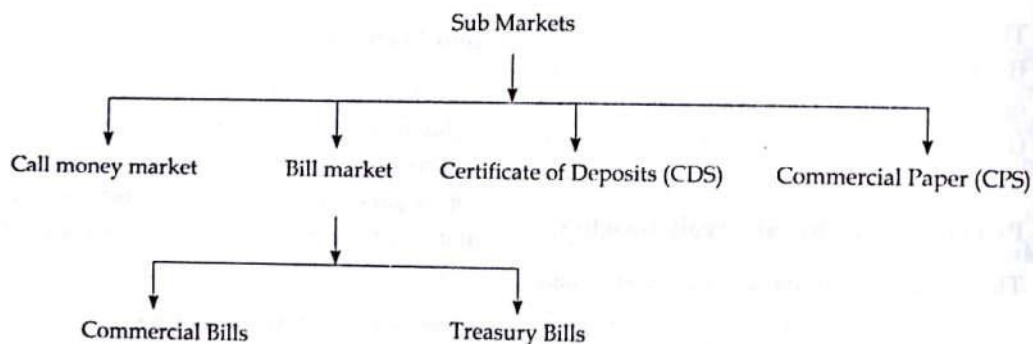 Sub Markets
Call money market Bill market Certificate of Deposits (CDS) Commercial Paper (CPS)
Commercial Bills Treasury Bills